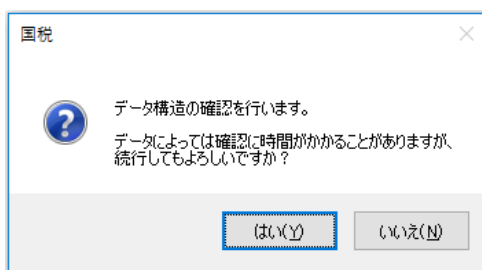 国税
データ構造の確認を行います。
データによっては確認に時間がかかることがありますが、
続行してもよろしいですか？
はい(Y)
いいえ(N)